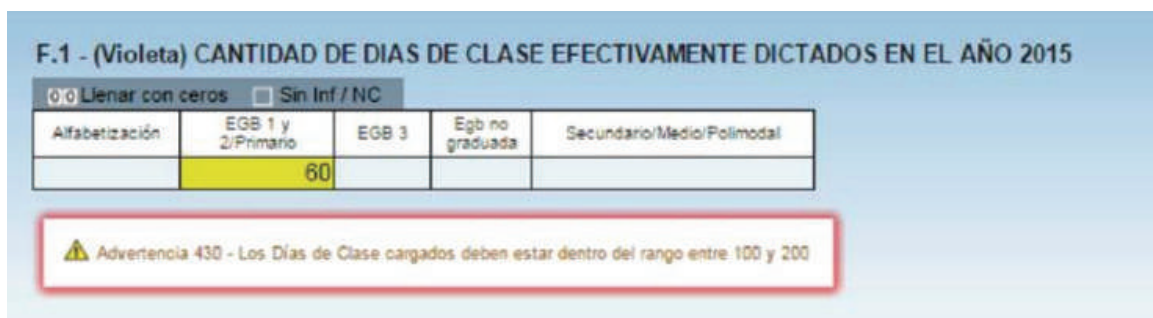 F.1 - (Violeta) CANTIDAD DE DIAS DE CLASE EFECTIVAMENTE DICTADOS EN EL AÑO 2015
00 Llenar con ceros Sin Inf / NC
Alfabetización
EGB 1 y
2/Primario
EGB 3
Egb no
graduada
Secundario/Medio/Polimodal
60
Advertencia 430 - Los Días de Clase cargados deben estar dentro del rango entre 100 y 200